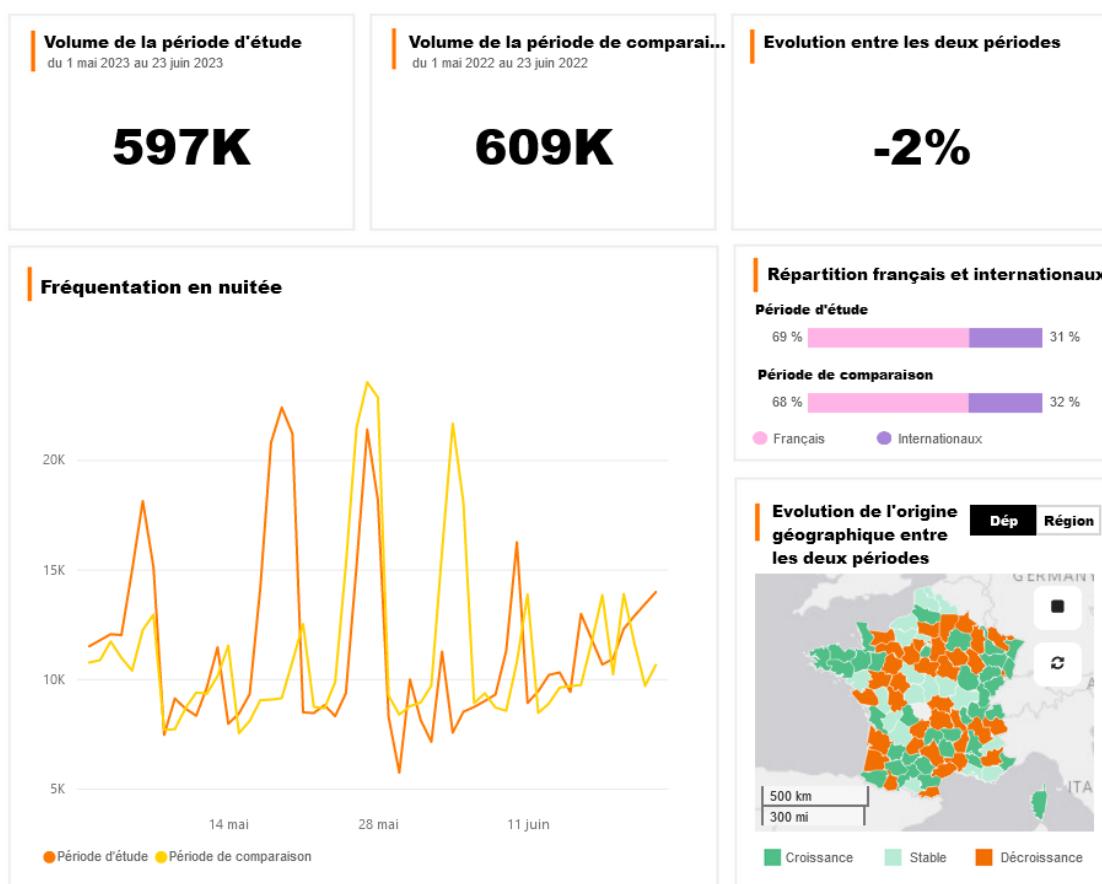 Volume de la période d'étude
du 1 mai 2023 au 23 juin 2023
597K
Volume de la période de comparai...
du 1 mai 2022 au 23 juin 2022
609K
Evolution entre les deux périodes
-2%
Fréquentation en nuitée
20K
15K
10K
5K
14 mai
28 mai
11 juin
Période d'étude
Période de comparaison
Répartition français et internationaux
Période d'étude
69 %
31 %
Période de comparaison
68 %
32 %
Français
Internationaux
Evolution de l'origine
géographique entre
les deux périodes
Dép
Région
GERMANY
ITA
500 km
300 mi
Croissance
Stable
Décroissance